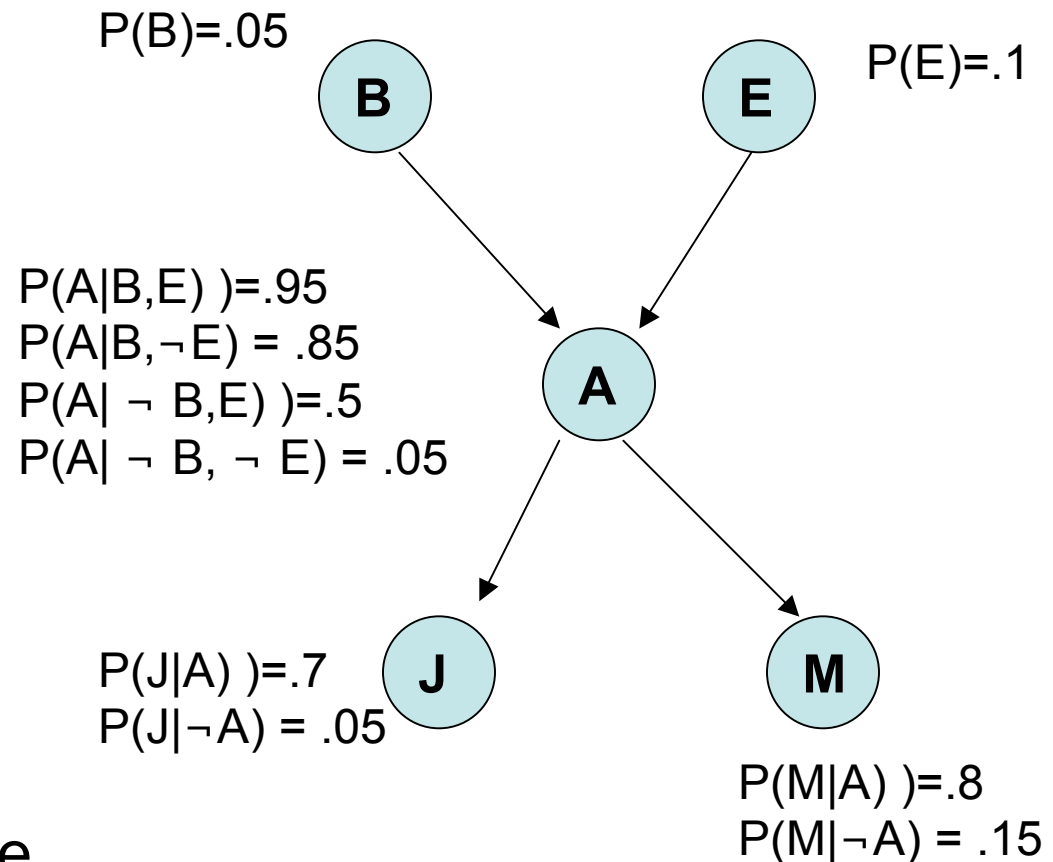 P(B)=.05
P(E)=.1
B
E
P(A|B,E) )=.95
P(A|B,¬E) = .85
P(A| ¬ B,E) )=.5
P(A| ¬ B, ¬ E) = .05
A
P(J|A) )=.7
P(J|¬A) = .05
J
M
P(M|A) )=.8
P(M|¬A) = .15